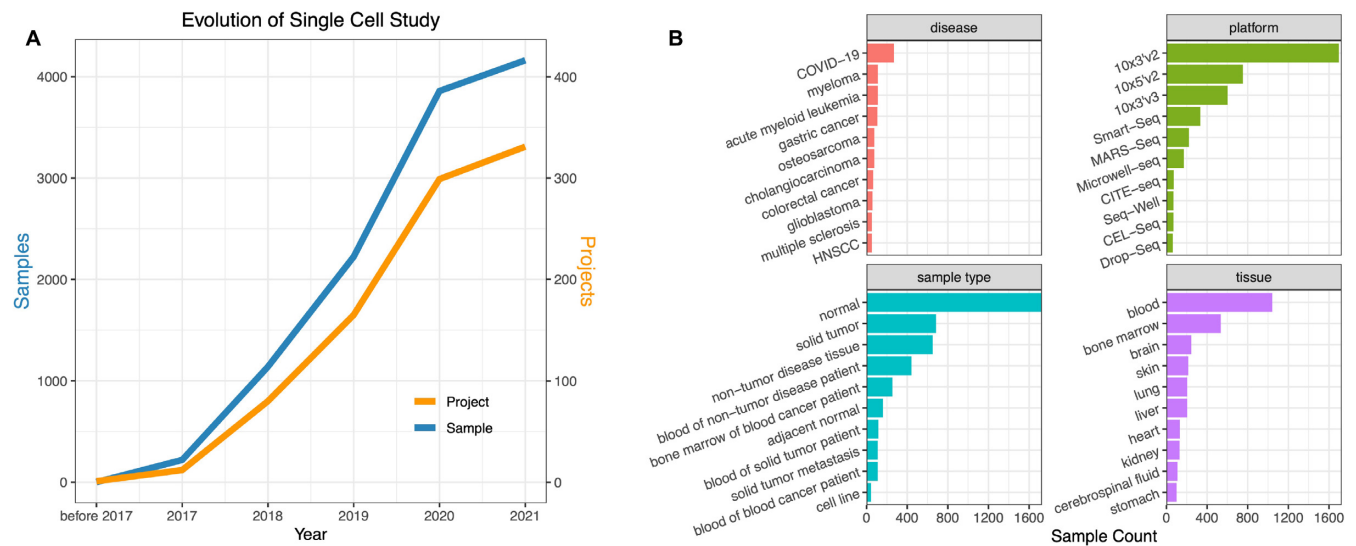 A
Evolution of Single Cell Study
Samples
4000
3000
2000
1000
0
400
300
200
100
0
Projects
Project
Sample
before 2017
2017
2018
2019
2020
2021
Year
B
disease
COVID−19
myeloma
acute myeloid leukemia
gastric cancer
osteosarcoma
cholangiocarcinoma
colorectal cancer
glioblastoma
multiple sclerosis
HNSCC
platform
10x3'v2
10x5'v2
10x3'v3
Smart−Seq
MARS−Seq
Microwell−seq
CITE−seq
Seq−Well
CEL−Seq
Drop−Seq
sample type
normal
solid tumor
non−tumor disease tissue
blood of non−tumor disease patient
bone marrow of blood cancer patient
adjacent normal
blood of solid tumor patient
solid tumor metastasis
blood of blood cancer patient
cell line
0 400 800 1200 1600
tissue
blood
bone marrow
brain
skin
lung
liver
heart
kidney
cerebrospinal fluid
stomach
0 400 800 1200 1600
Sample Count